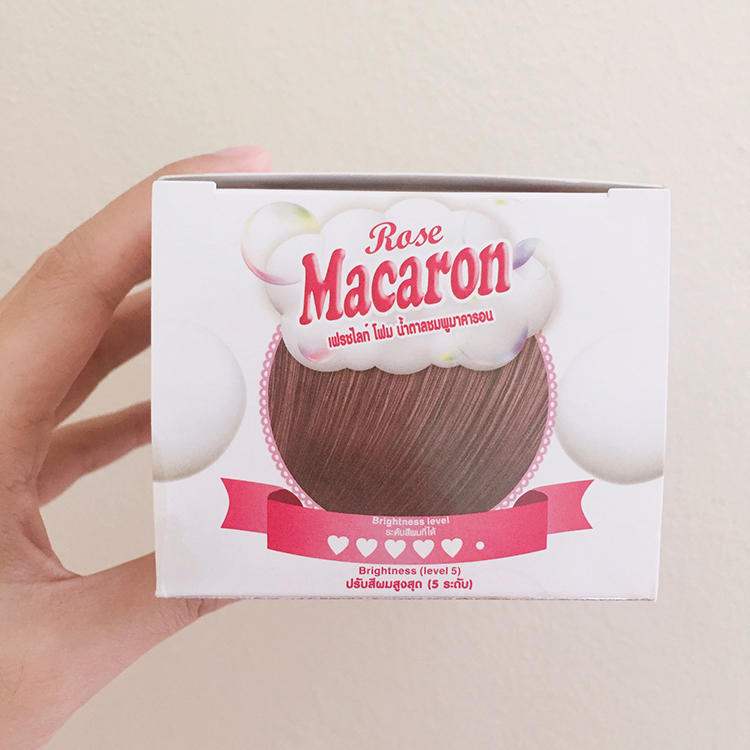 Rose
Macaron
เฟรชไลท์ โฟม น้ำตาลชมพูมาคารอน
Brightness level
ระดับสีผมที่ได้
Brightness (level 5)
ปรับสีผมสูงสุด (5 ระดับ)